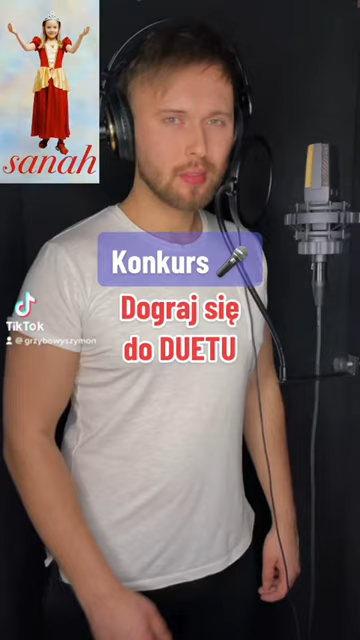 sanah
Konkurs 🎤
Dograj się
do DUETU
TikTok
@ grzybowyszymon